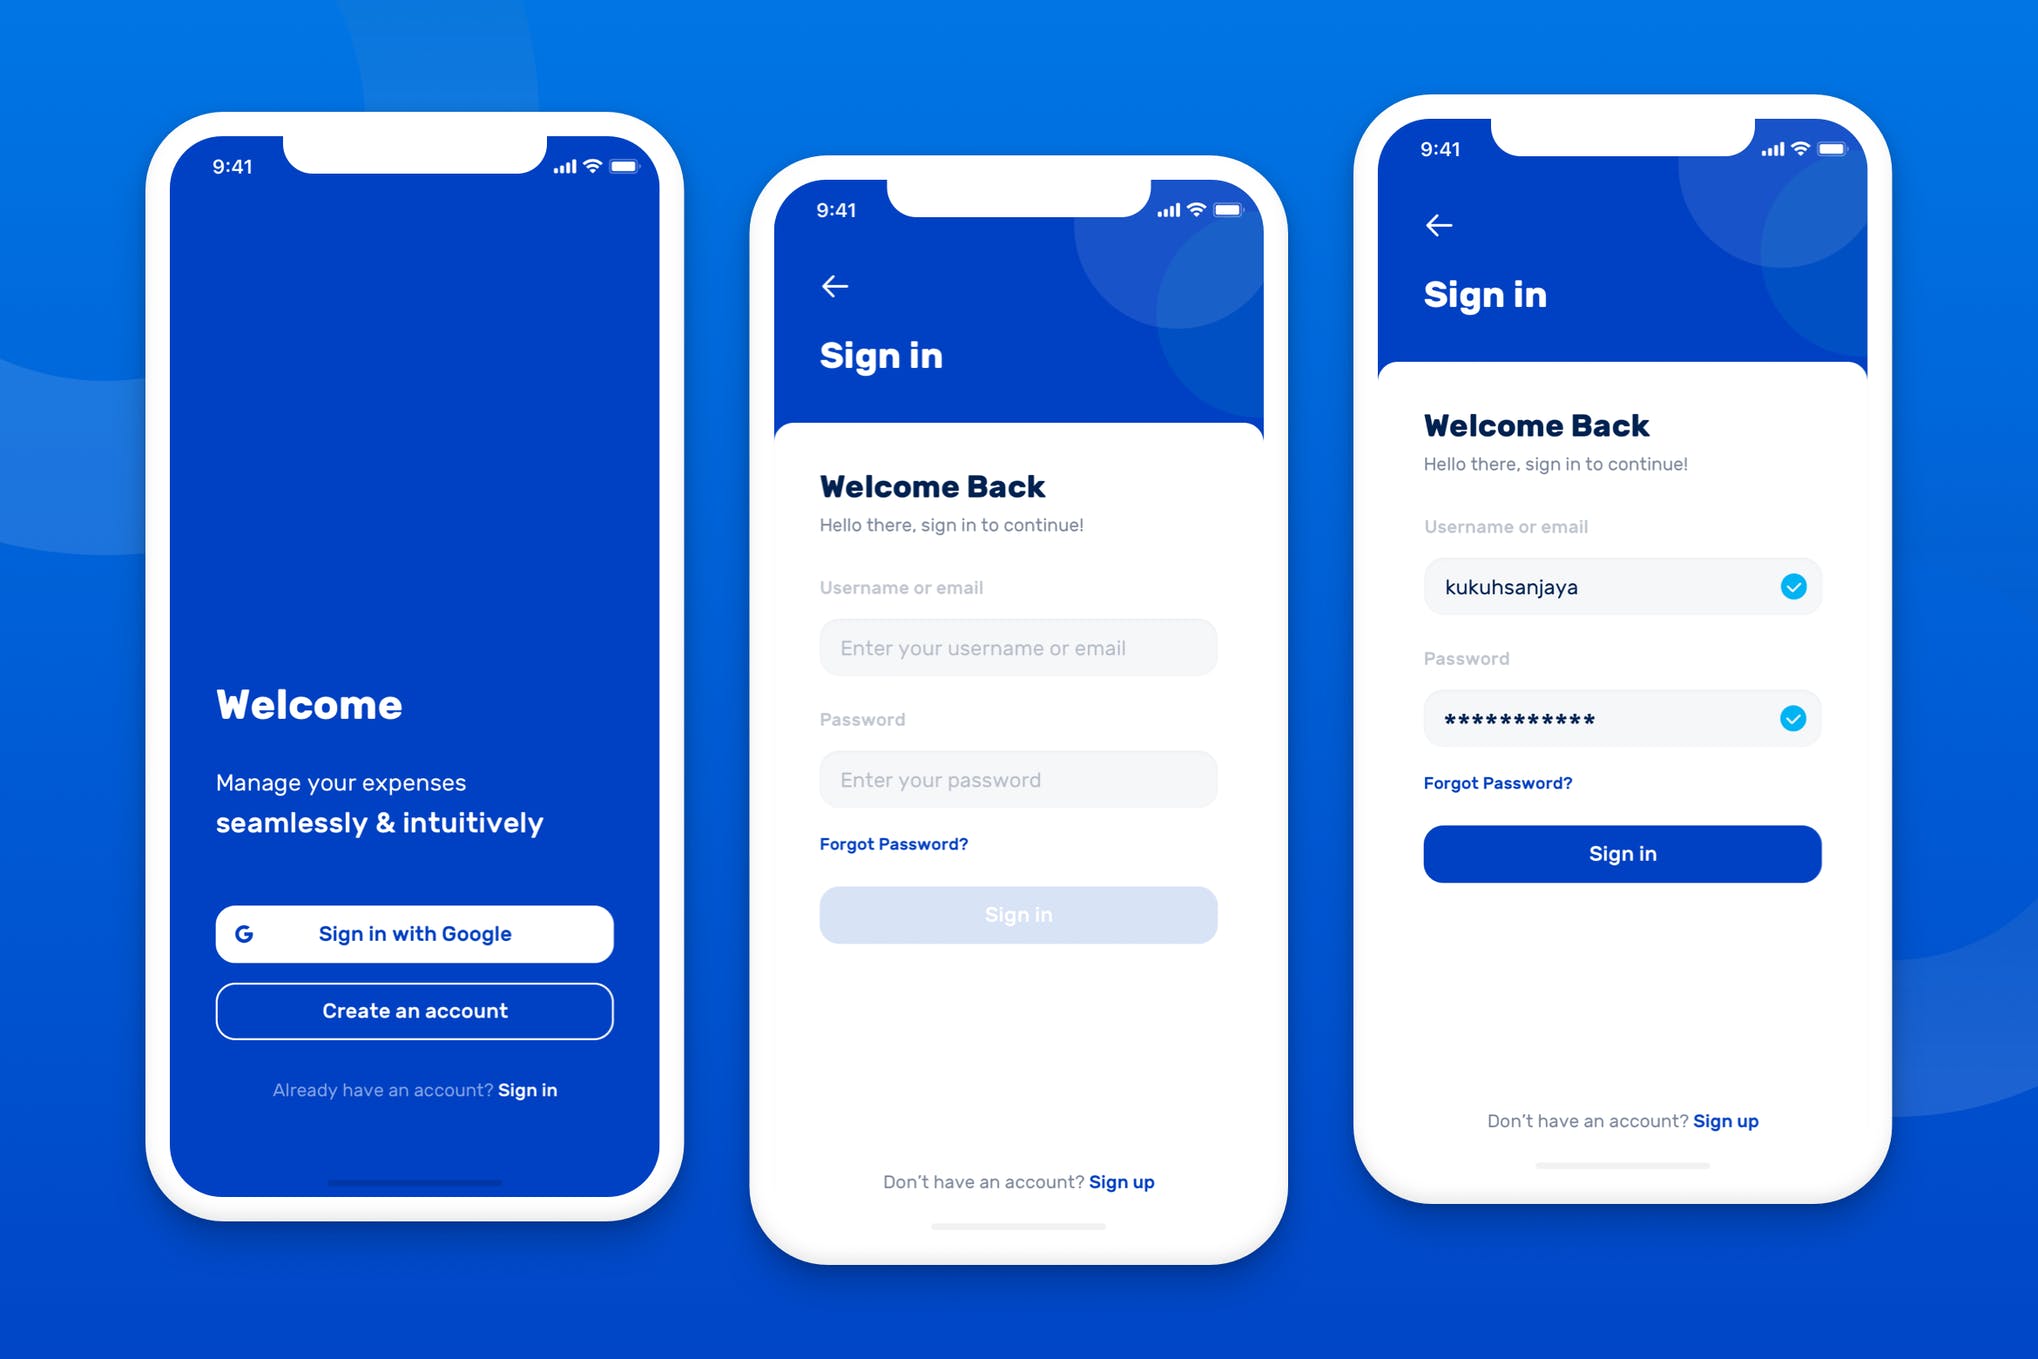 9:41
Welcome
Manage your expenses
seamlessly & intuitively
Sign in with Google
Create an account
Already have an account? Sign in
9:41
Sign in
Welcome Back
Hello there, sign in to continue!
Username or email
Enter your username or email
Password
Enter your password
Forgot Password?
Sign in
Don't have an account? Sign up
9:41
Sign in
Welcome Back
Hello there, sign in to continue!
Username or email
kukuhsanjaya
Password
***********
Forgot Password?
Sign in
Don't have an account? Sign up